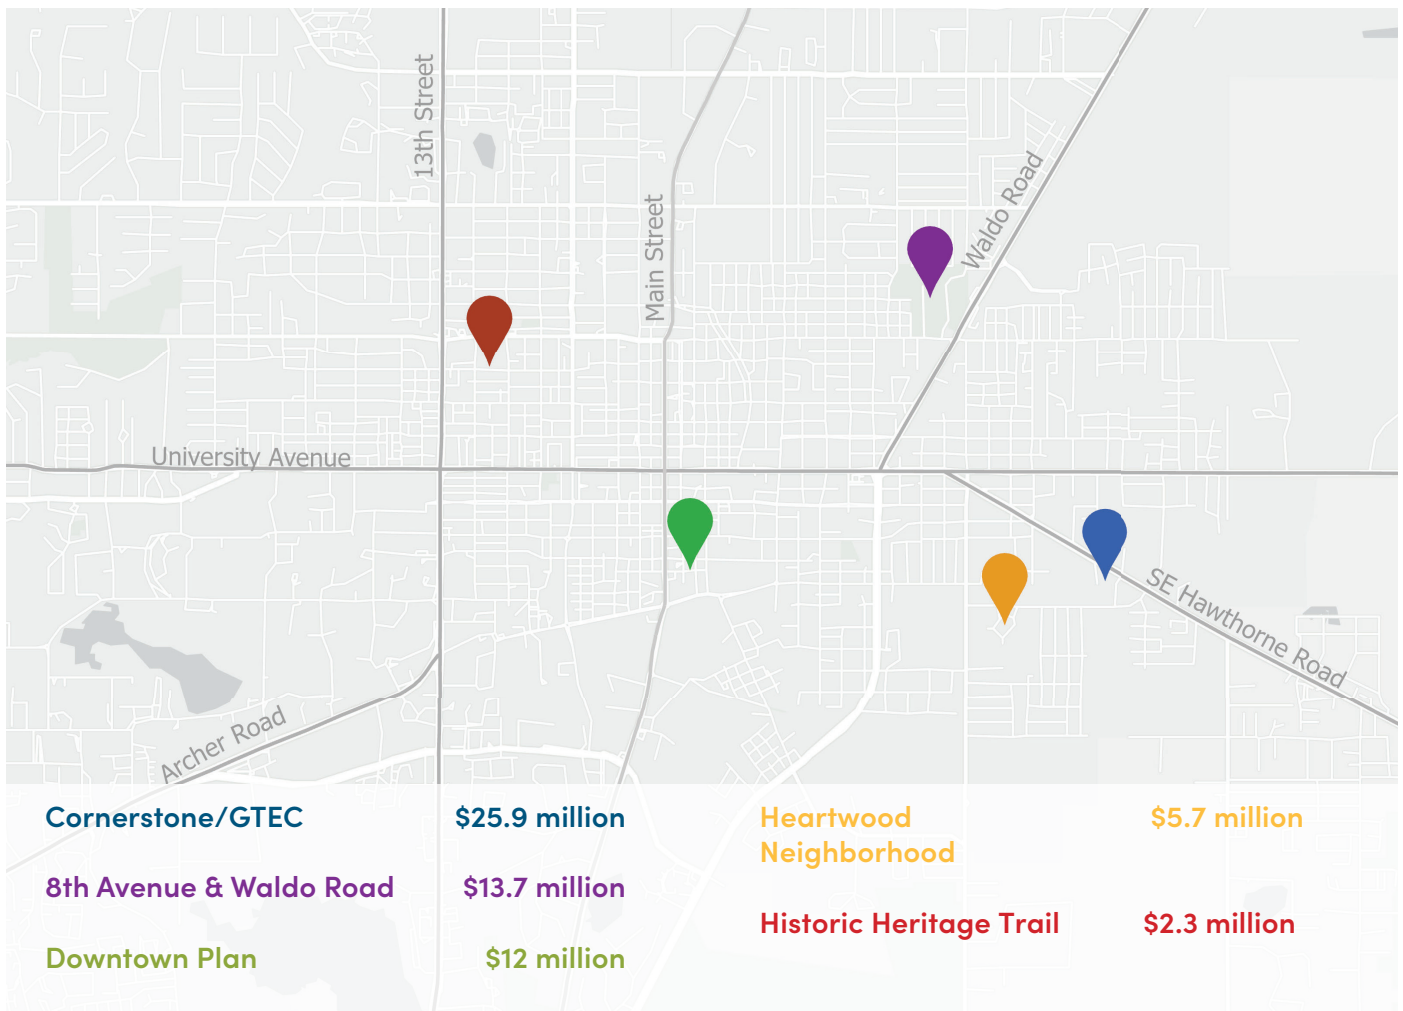 13th Street
Main Street
Waldo Road
University Avenue
SE Hawthorne Road
Archer Road
Cornerstone/GTEC $25.9 million
8th Avenue & Waldo Road $13.7 million
Downtown Plan $12 million
Heartwood
Neighborhood $5.7 million
Historic Heritage Trail $2.3 million